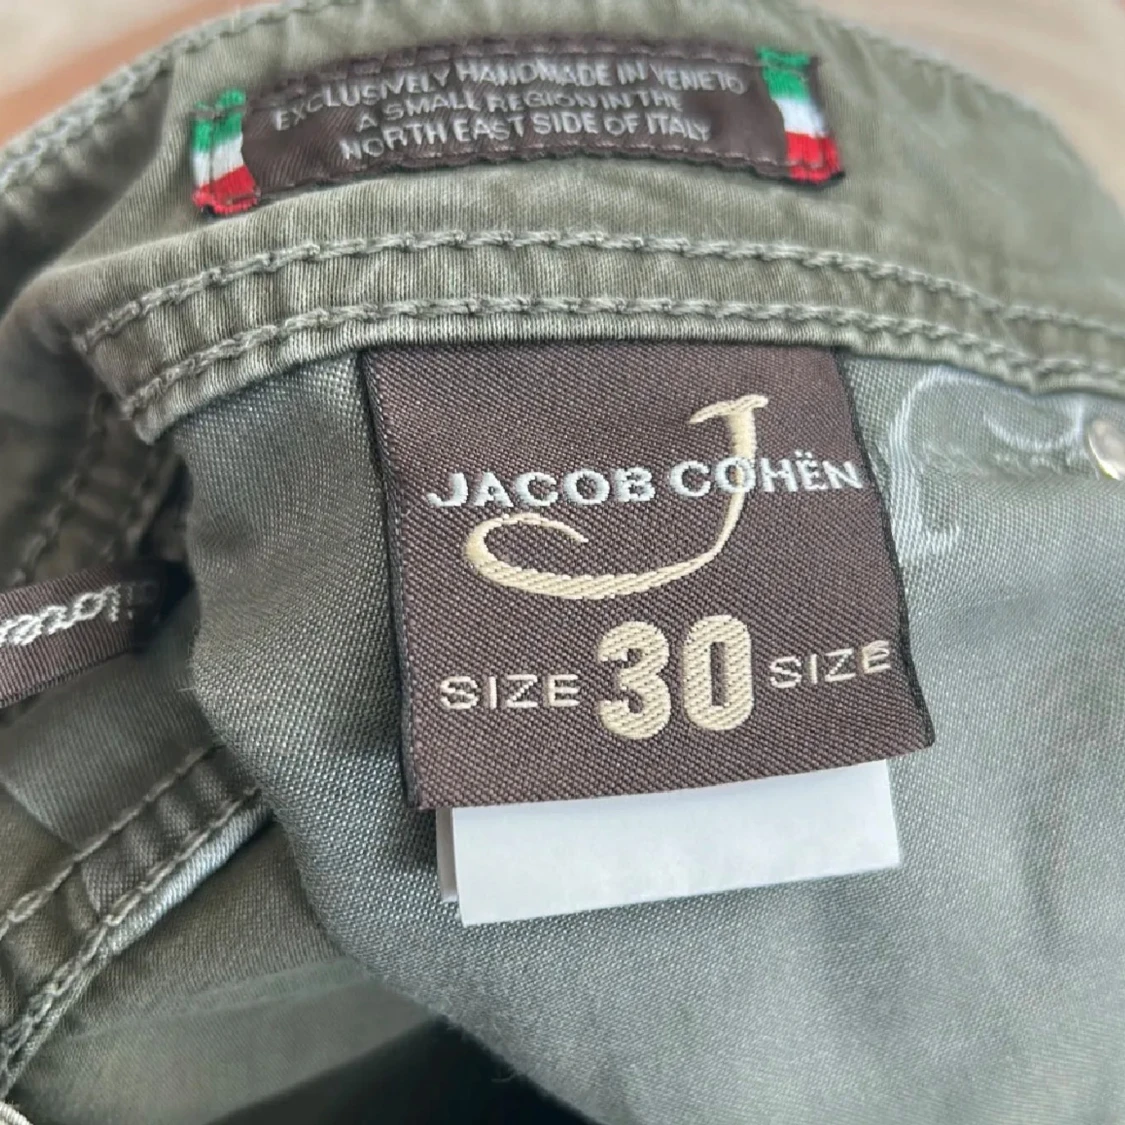 EXCLUSIVELY HANDMADE IN VENETO
A SMALL REGION IN THE
NORTH EAST SIDE OF ITALY
J
JACOB COHËN
SIZE 30 SIZE